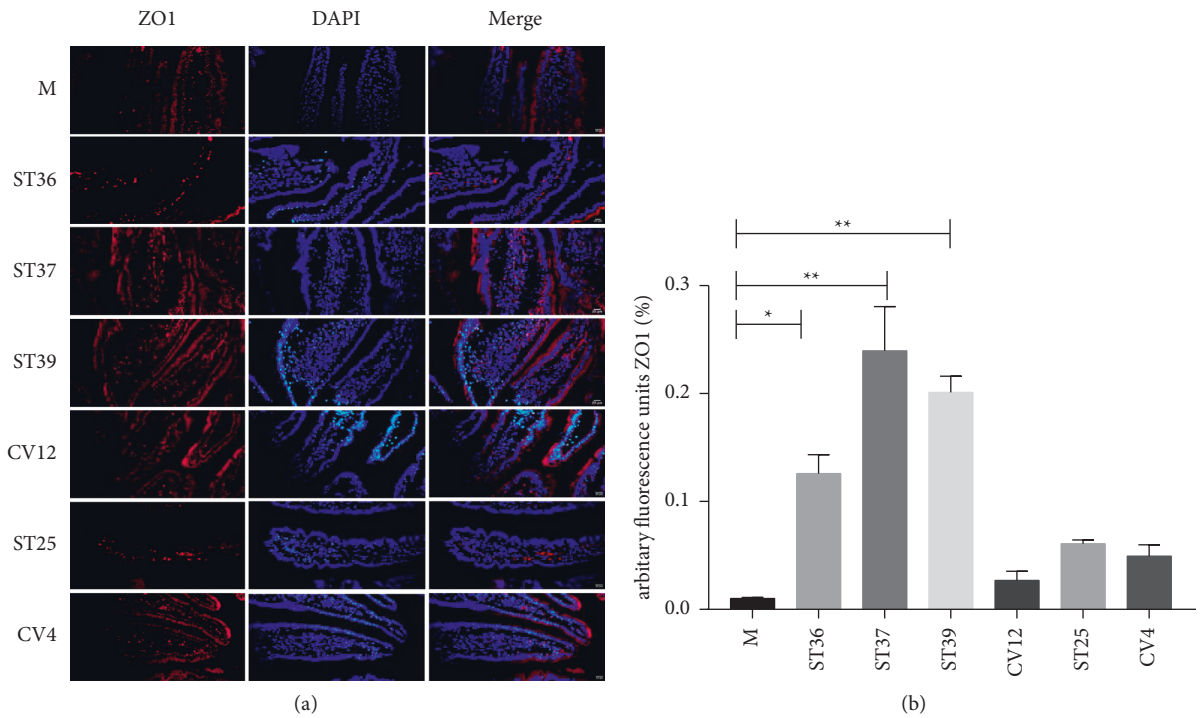 ZO1 DAPI Merge
M
ST36
ST37
ST39
CV12
ST25
CV4
(a)
arbitary fluorescence units ZO1 (%)
0.3
0.2
0.1
0.0
**
**
*
M ST36 ST37 ST39 CV12 ST25 CV4
(b)